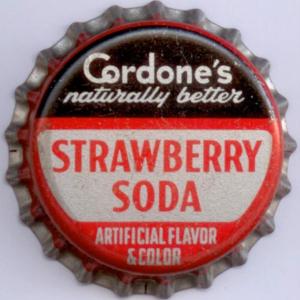 Cordone's
naturally better
STRAWBERRY
SODA
ARTIFICIAL FLAVOR
& COLOR